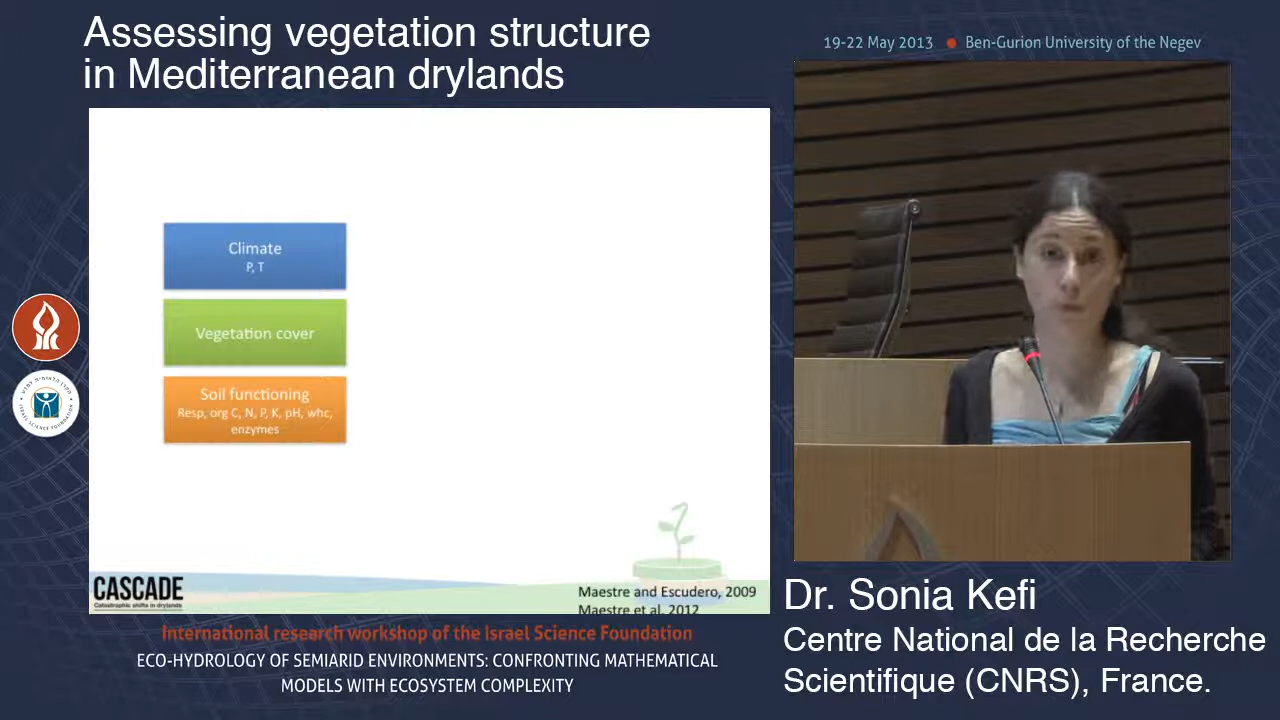 Assessing vegetation structure
in Mediterranean drylands
19-22 May 2013 ● Ben-Gurion University of the Negev
Climate
P, T
Vegetation cover
Soil functioning
Resp, org C, N, P, K, pH, whc,
enzymes
CASCADE
Catastrophic shifts in drylands
Maestre and Escudero, 2009
Maestre et al. 2012
ISRAEL SCIENCE FOUNDATION
International research workshop of the Israel Science Foundation
ECO-HYDROLOGY OF SEMIARID ENVIRONMENTS: CONFRONTING MATHEMATICAL
MODELS WITH ECOSYSTEM COMPLEXITY
Dr. Sonia Kefi
Centre National de la Recherche
Scientifique (CNRS), France.